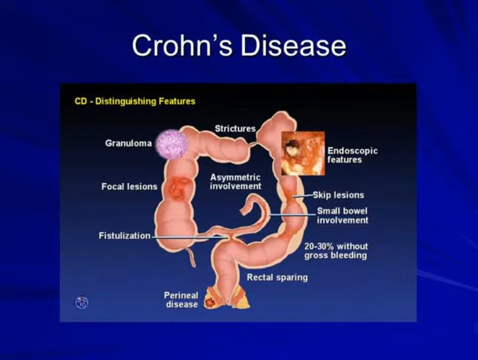 Crohn's Disease
CD - Distinguishing Features
Strictures
Granuloma
Endoscopic
features
Asymmetric
involvement
Focal lesions
Skip lesions
Small bowel
involvement
Fistulization
20-30% without
gross bleeding
Rectal sparing
Perineal
disease